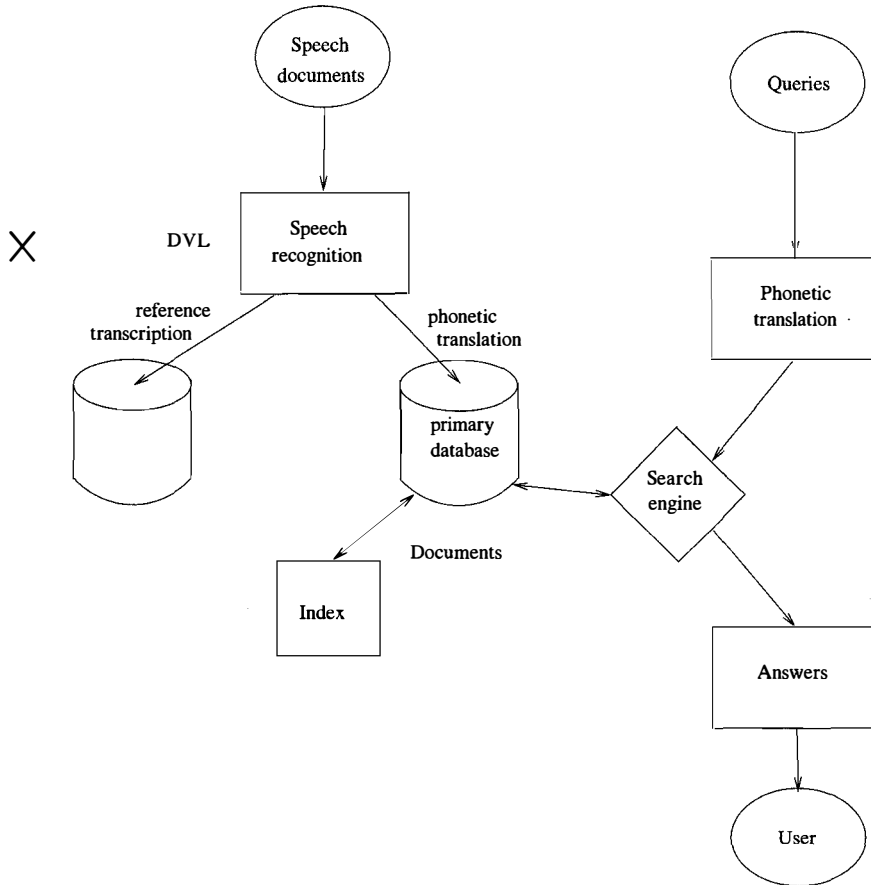 Speech
documents
Queries
X
DVL
Speech
recognition
reference
transcription
phonetic
translation
Phonetic
translation
primary
database
Search
engine
Documents
Index
Answers
User